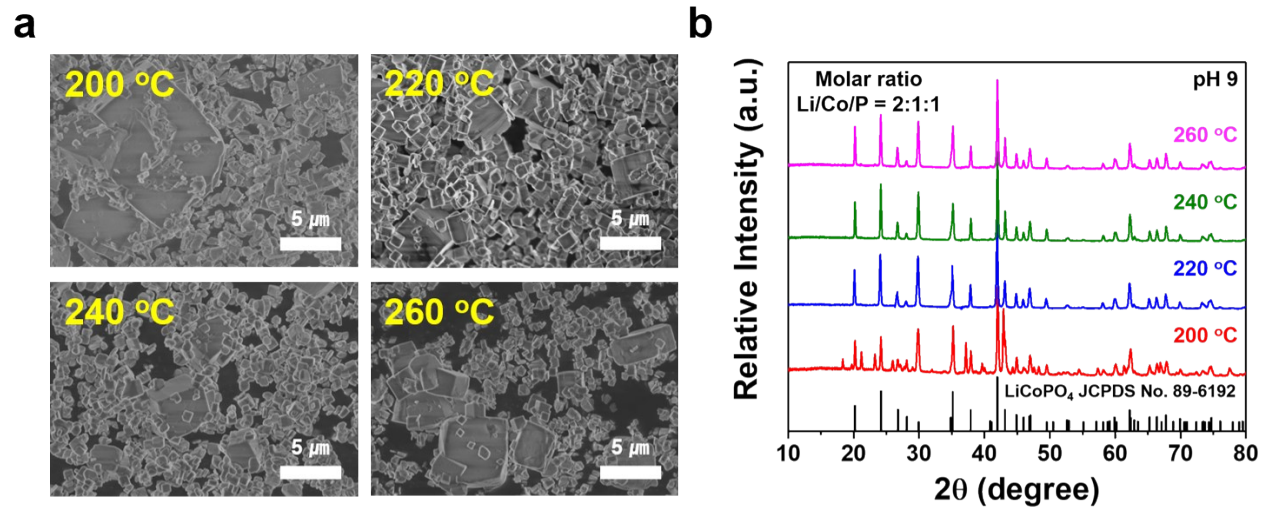 a
200 °C
5 μm
220 °C
5 μm
240 °C
5 μm
260 °C
5 μm
b
Relative Intensity (a.u.)
Molar ratio
Li/Co/P = 2:1:1
pH 9
260 °C
240 °C
220 °C
200 °C
LiCoPO₄ JCPDS No. 89-6192
10 20 30 40 50 60 70 80
2θ (degree)